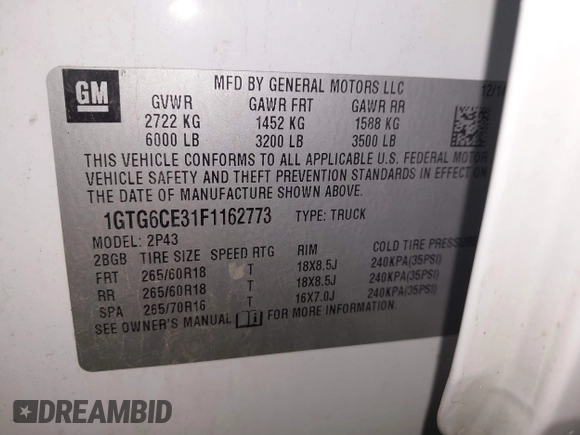 GM
MFD BY GENERAL MOTORS LLC 12/14
GVWR GAWR FRT GAWR RR
2722 KG 1452 KG 1588 KG
6000 LB 3200 LB 3500 LB
THIS VEHICLE CONFORMS TO ALL APPLICABLE U.S. FEDERAL MOTOR
VEHICLE SAFETY AND THEFT PREVENTION STANDARDS IN EFFECT
THE DATE OF MANUFACTURE SHOWN ABOVE.
1GTG6CE31F1162773 TYPE: TRUCK
MODEL: 2P43
2BGB TIRE SIZE SPEED RTG RIM COLD TIRE
FRT 265/60R18 T 18X8.5J 240KPA(35PSI)
RR 265/60R18 T 18X8.5J 240KPA(35PSI)
SPA 265/70R16 T 16X7.0J 240KPA(35PSI)
SEE OWNER'S MANUAL FOR MORE INFORMATION.
DREAMBID